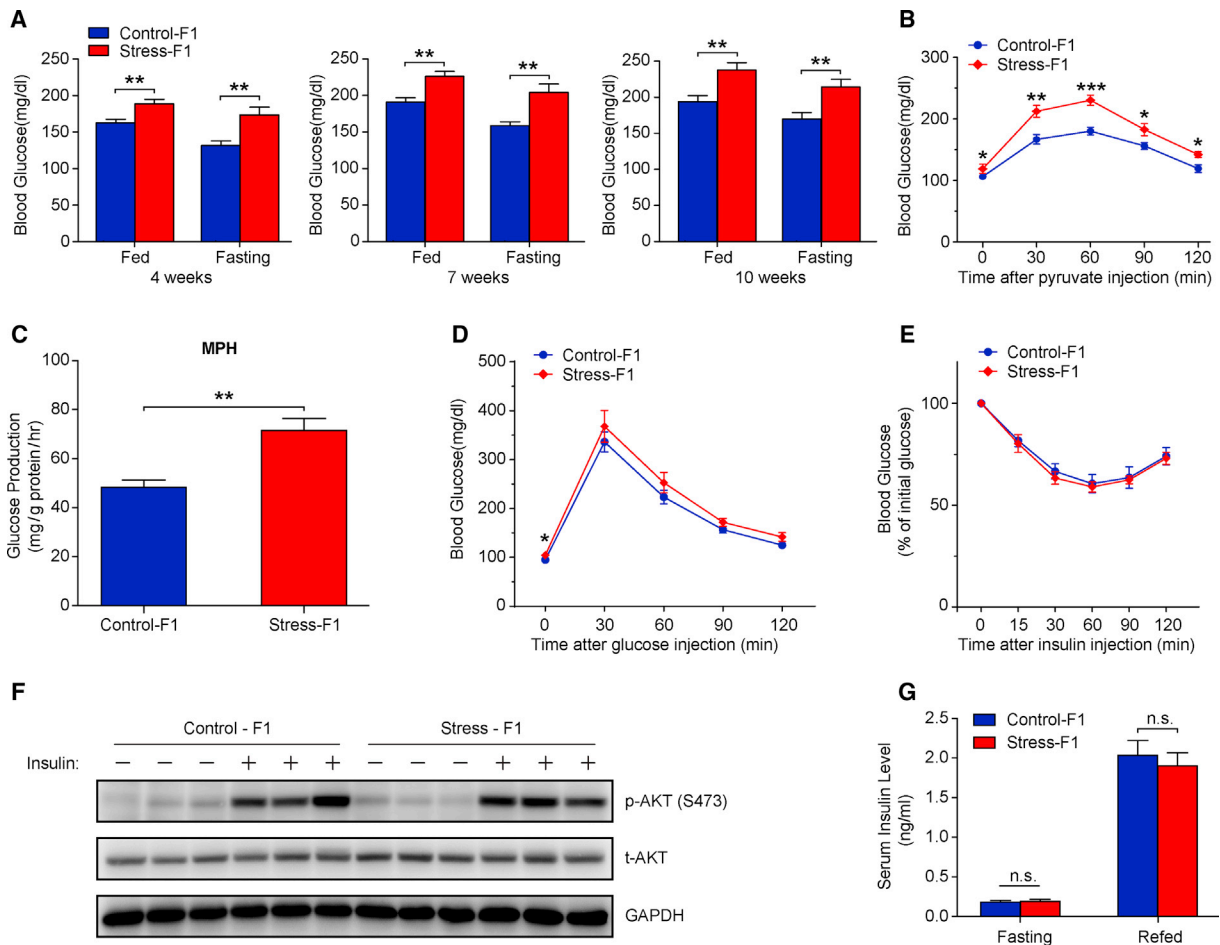 A
Control-F1
Stress-F1
Blood Glucose(mg/dl)
250
200
150
100
50
0
**
**
Fed
Fasting
4 weeks
Blood Glucose(mg/dl)
250
200
150
100
50
0
**
**
Fed
Fasting
7 weeks
Blood Glucose(mg/dl)
250
200
150
100
50
0
**
**
Fed
Fasting
10 weeks
B
Control-F1
Stress-F1
Blood Glucose(mg/dl)
300
200
100
0
*
**
***
*
*
0 30 60 90 120
Time after pyruvate injection (min)
C
MPH
Glucose Production
(mg/g protein/hr)
100
80
60
40
20
0
**
Control-F1
Stress-F1
D
Control-F1
Stress-F1
Blood Glucose(mg/dl)
500
400
300
200
100
0
*
0 30 60 90 120
Time after glucose injection (min)
E
Control-F1
Stress-F1
Blood Glucose
(% of initial glucose)
100
50
0
0 15 30 60 90 120
Time after insulin injection (min)
F
Control - F1 Stress - F1
Insulin: − − − + + + − − − + + +
p-AKT (S473)
t-AKT
GAPDH
G
Control-F1
Stress-F1
Serum Insulin Level
(ng/ml)
2.5
2.0
1.5
1.0
0.5
0.0
n.s.
n.s.
Fasting
Refed